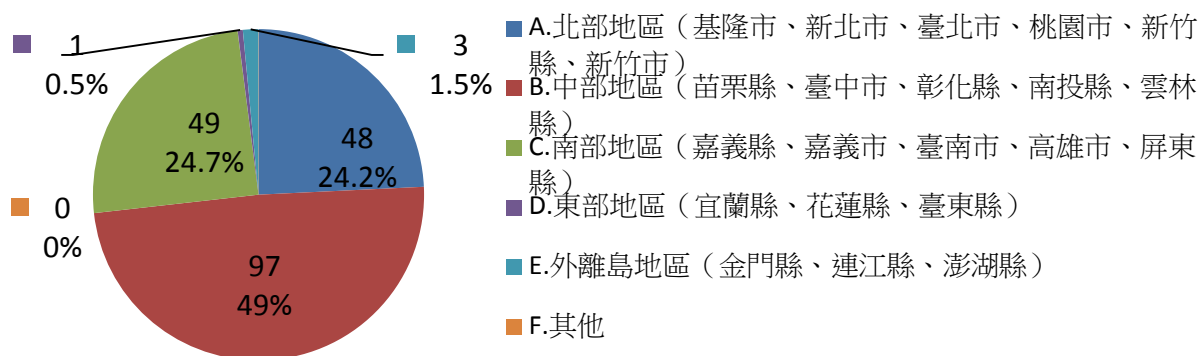 1
0.5%
3
1.5%
49
24.7%
48
24.2%
0
0%
97
49%
A.北部地區（基隆市、新北市、臺北市、桃園市、新竹
縣、新竹市）
B.中部地區（苗栗縣、臺中市、彰化縣、南投縣、雲林
縣）
C.南部地區（嘉義縣、嘉義市、臺南市、高雄市、屏東
縣）
D.東部地區（宜蘭縣、花蓮縣、臺東縣）
E.外離島地區（金門縣、連江縣、澎湖縣）
F.其他